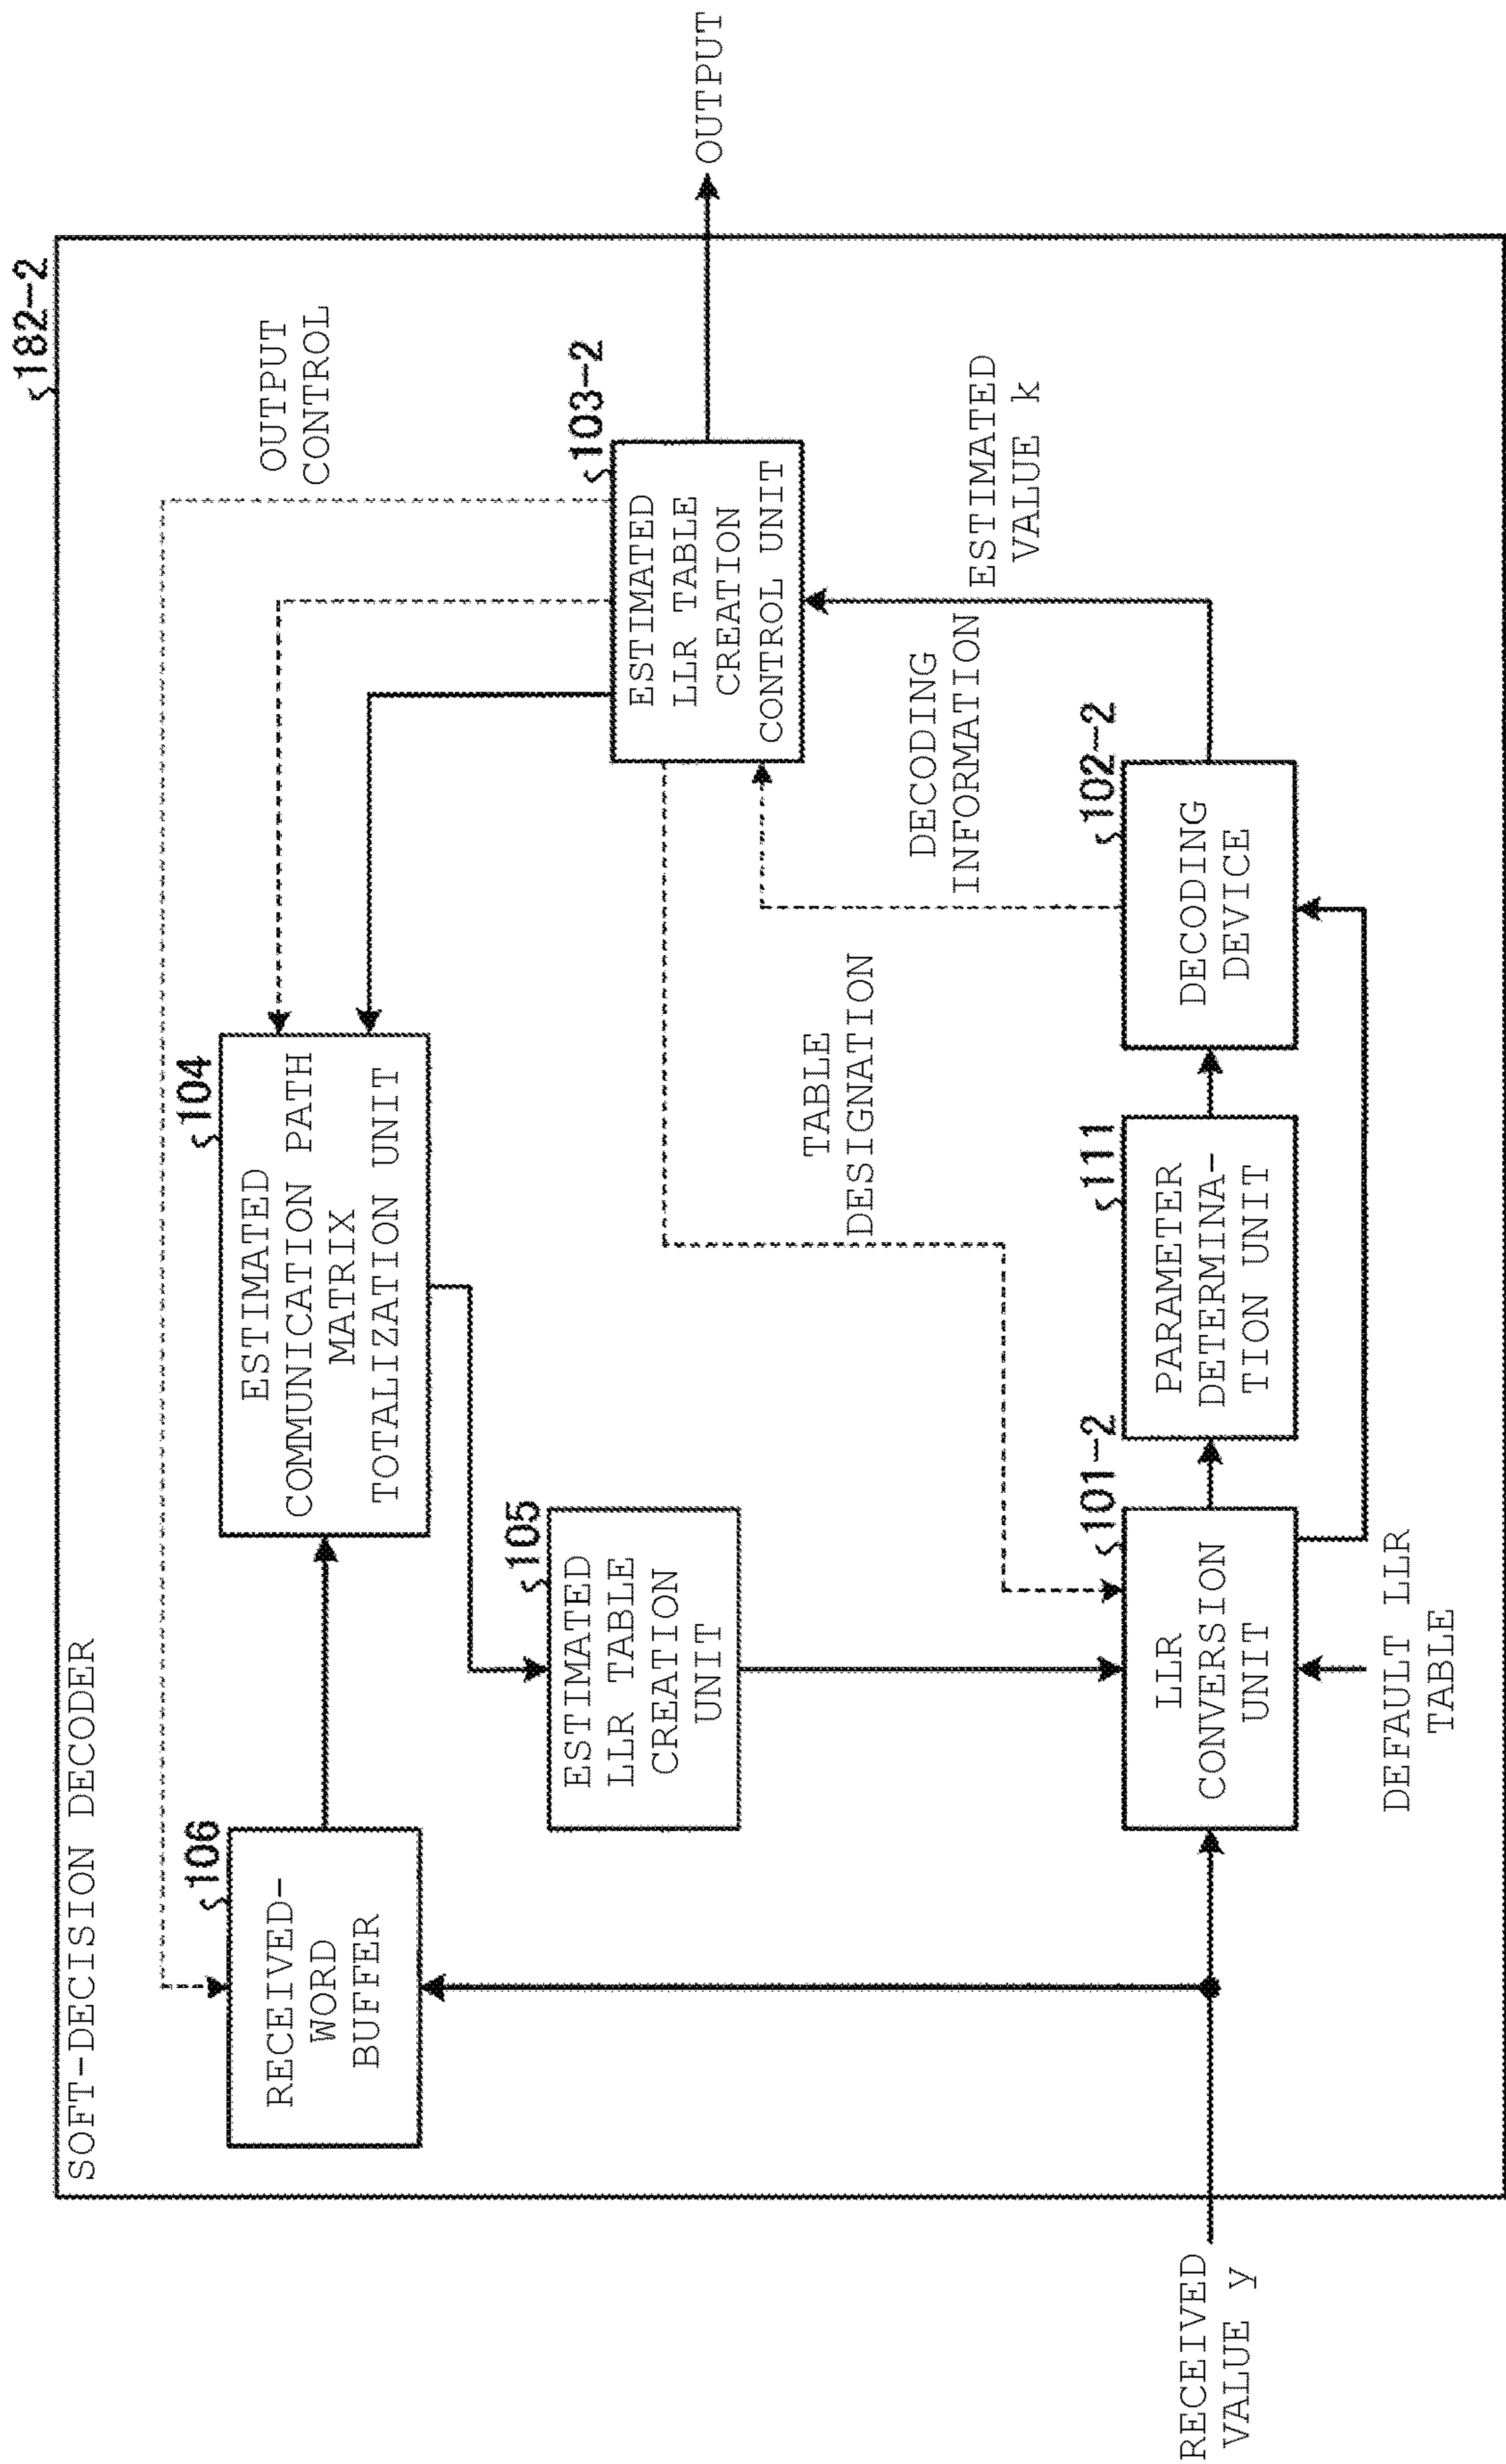 SOFT-DECISION DECODER
182-2
106
RECEIVED-
WORD
BUFFER
104
ESTIMATED
COMMUNICATION PATH
MATRIX
TOTALIZATION UNIT
OUTPUT
CONTROL
105
ESTIMATED
LLR TABLE
CREATION
UNIT
103-2
ESTIMATED
LLR TABLE
CREATION
CONTROL UNIT
OUTPUT
TABLE
DESIGNATION
DECODING
INFORMATION
ESTIMATED
VALUE k
RECEIVED
VALUE y
101-2
LLR
CONVERSION
UNIT
111
PARAMETER
DETERMINA-
TION UNIT
102-2
DECODING
DEVICE
DEFAULT LLR
TABLE